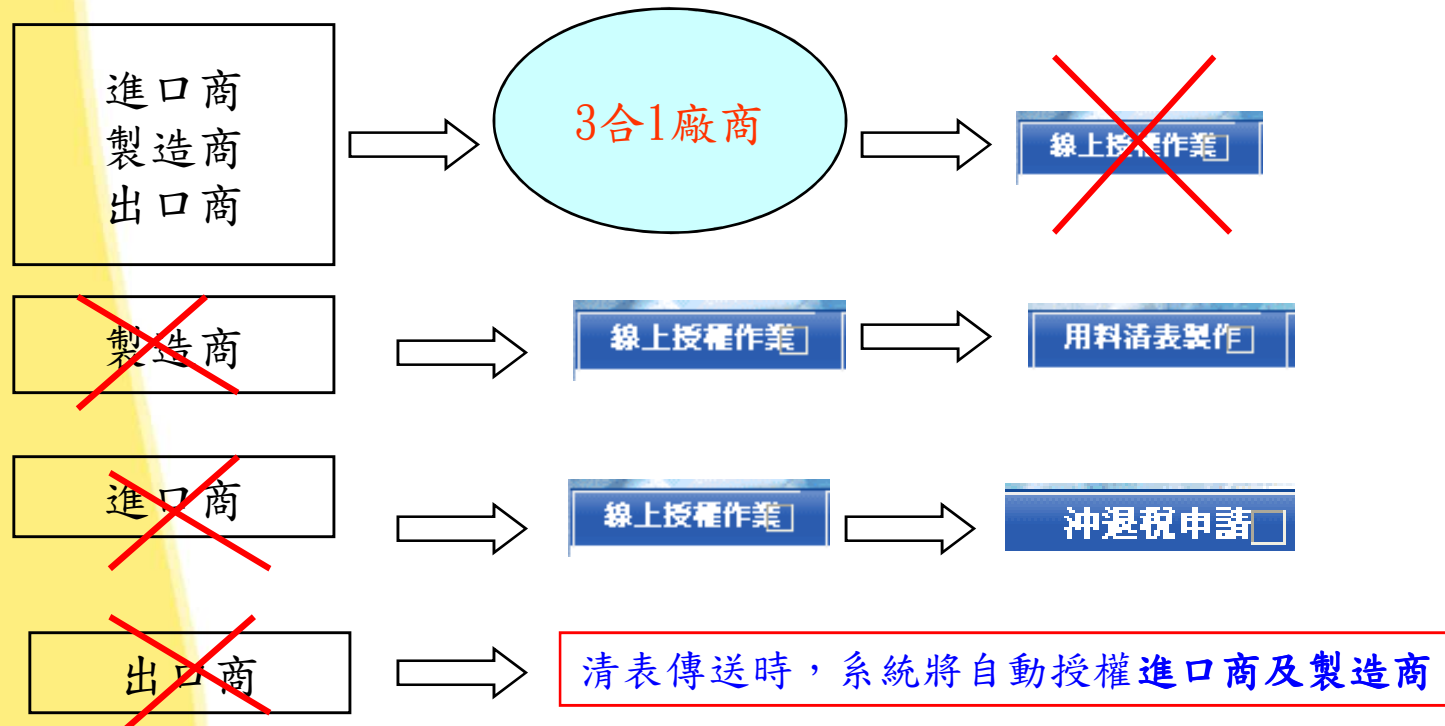 進口商
製造商
出口商
3合1廠商
線上授權作業
製造商
線上授權作業
用料清表製作
進口商
線上授權作業
沖退稅申請
出口商
清表傳送時，系統將自動授權進口商及製造商